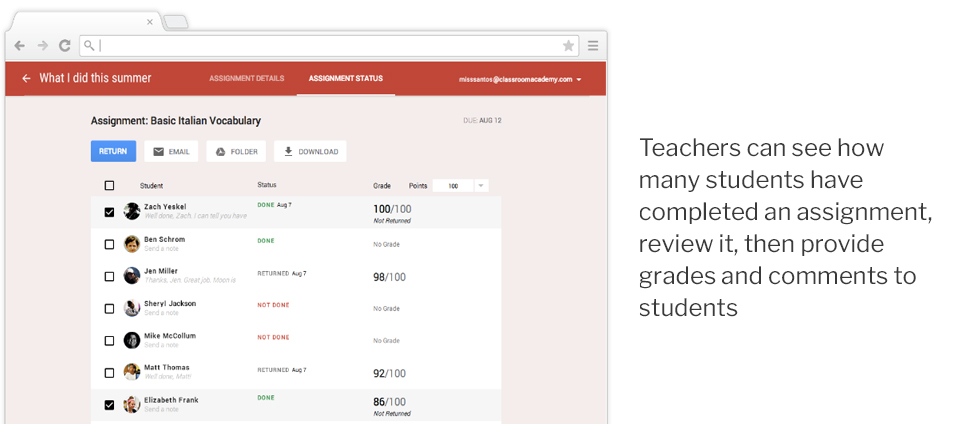 What I did this summer
ASSIGNMENT DETAILS
ASSIGNMENT STATUS
misssantos@classroomacademy.com
Assignment: Basic Italian Vocabulary
DUE: AUG 12
RETURN
EMAIL
FOLDER
DOWNLOAD
Student Status Grade Points 100
Zach Yeskel DONE Aug 7 100/100
Well done, Zach. I can tell you have
Not Returned
Ben Schrom DONE No Grade
Send a note
Jen Miller RETURNED Aug 7 98/100
Thanks, Jen. Great job. Moon is
Sheryl Jackson NOT DONE No Grade
Send a note
Mike McCollum NOT DONE No Grade
Send a note
Matt Thomas RETURNED Aug 7 92/100
Well done, Matt!
Elizabeth Frank DONE 86/100
Send a note
Not Returned
Teachers can see how
many students have
completed an assignment,
review it, then provide
grades and comments to
students